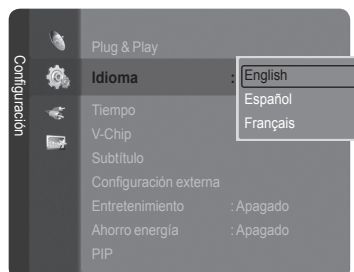 Configuración
Plug & Play
Idioma : English
Español
Français
Tiempo
V-Chip
Subtítulo
Configuración externa
Entretenimiento : Apagado
Ahorro energía : Apagado
PIP